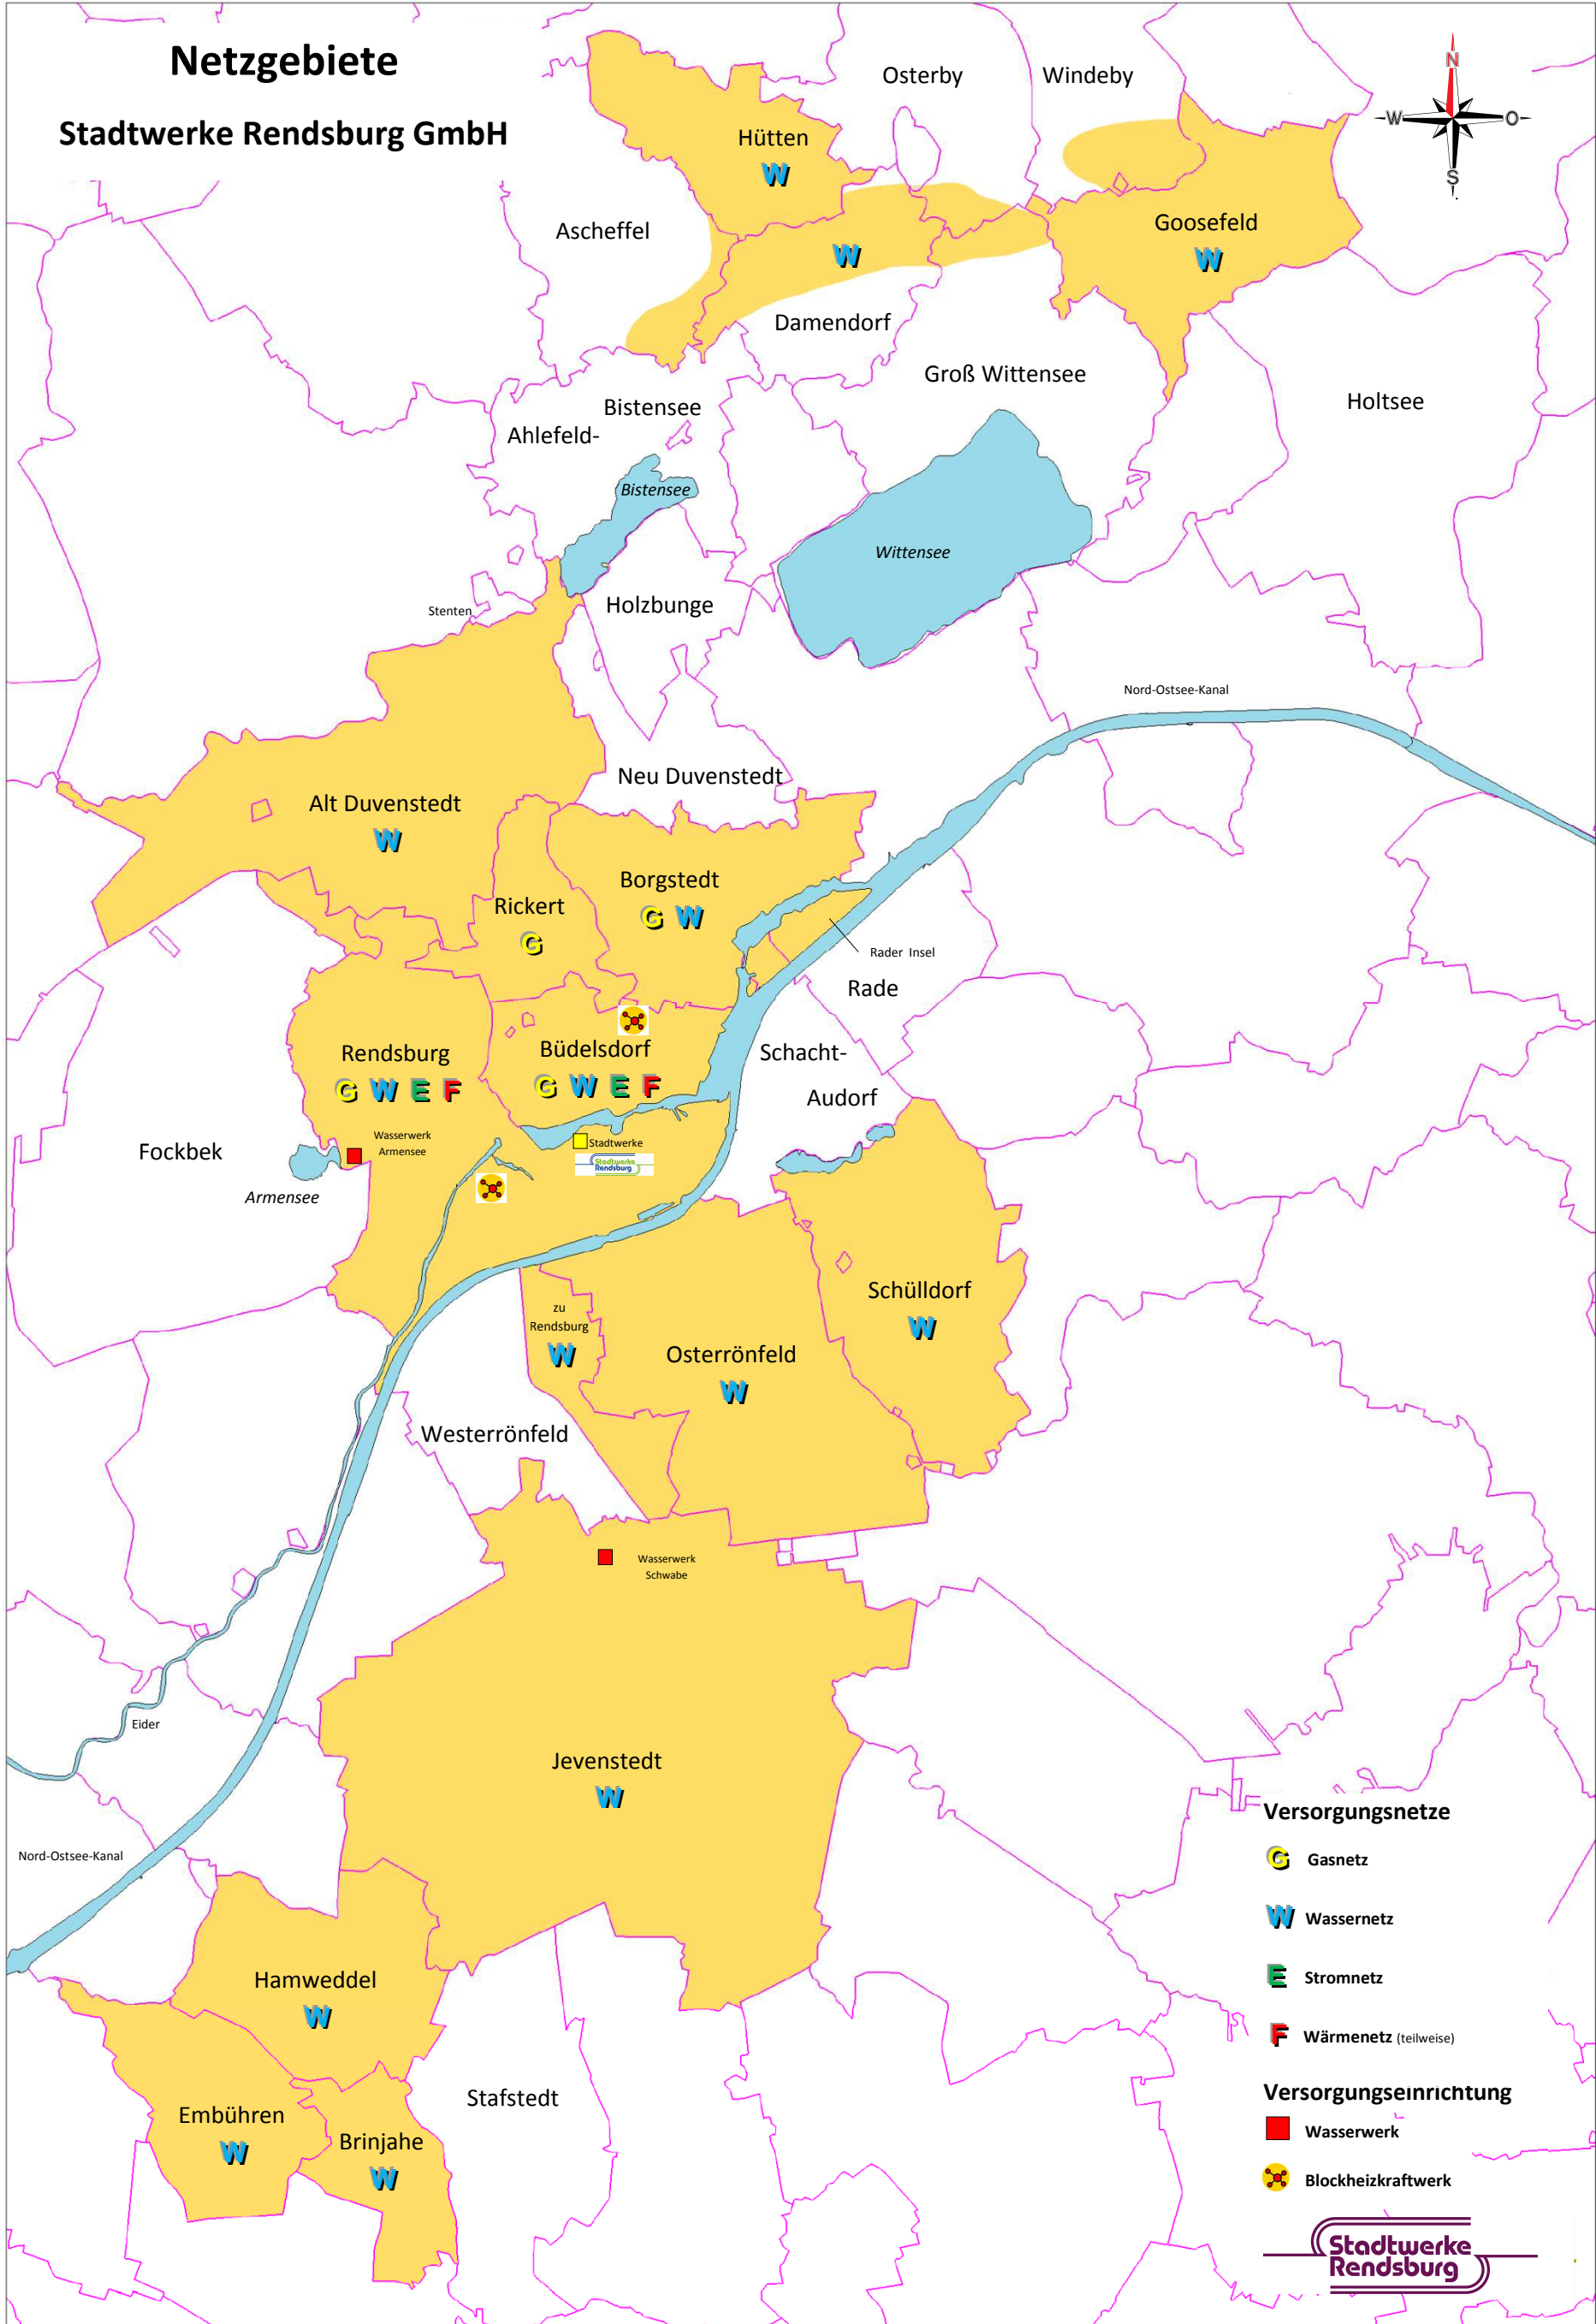 Netzgebiete
Stadtwerke Rendsburg GmbH
N
W
O
S
Osterby
Windeby
Hütten
W
Ascheffel
Goosefeld
W
W
Damendorf
Groß Wittensee
Holtsee
Bistensee
Ahlefeld-
Bistensee
Wittensee
Stenten
Holzbunge
Nord-Ostsee-Kanal
Neu Duvenstedt
Alt Duvenstedt
W
Borgstedt
G W
Rickert
G
Rader Insel
Rade
Rendsburg
G W E F
Büdelsdorf
G W E F
Schacht-
Audorf
Wasserwerk
Armensee
Stadtwerke
Stadtwerke
Rendsburg
Fockbek
Armensee
Schülldorf
W
zu
Rendsburg
W
Osterrönfeld
W
Westerrönfeld
Wasserwerk
Schwabe
Eider
Jevenstedt
W
Nord-Ostsee-Kanal
Hamweddel
W
Stafstedt
Embühren
W
Brinjahe
W
Versorgungsnetze
G Gasnetz
W Wassernetz
E Stromnetz
F Wärmenetz (teilweise)
Versorgungseinrichtung
Wasserwerk
Blockheizkraftwerk
Stadtwerke
Rendsburg